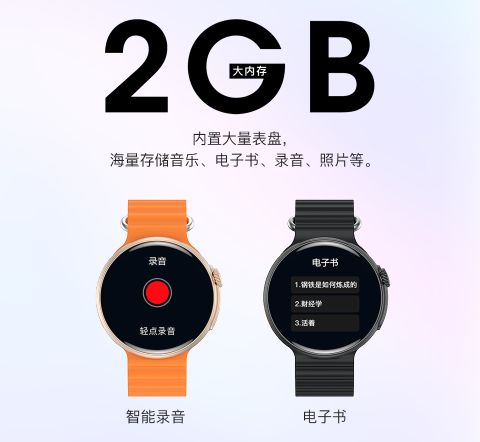 2GB
大内存
内置大量表盘，
海量存储音乐、电子书、录音、照片等。
录音
轻点录音
电子书
1.钢铁是如何炼成的
2.财经学
3.活着
智能录音
电子书